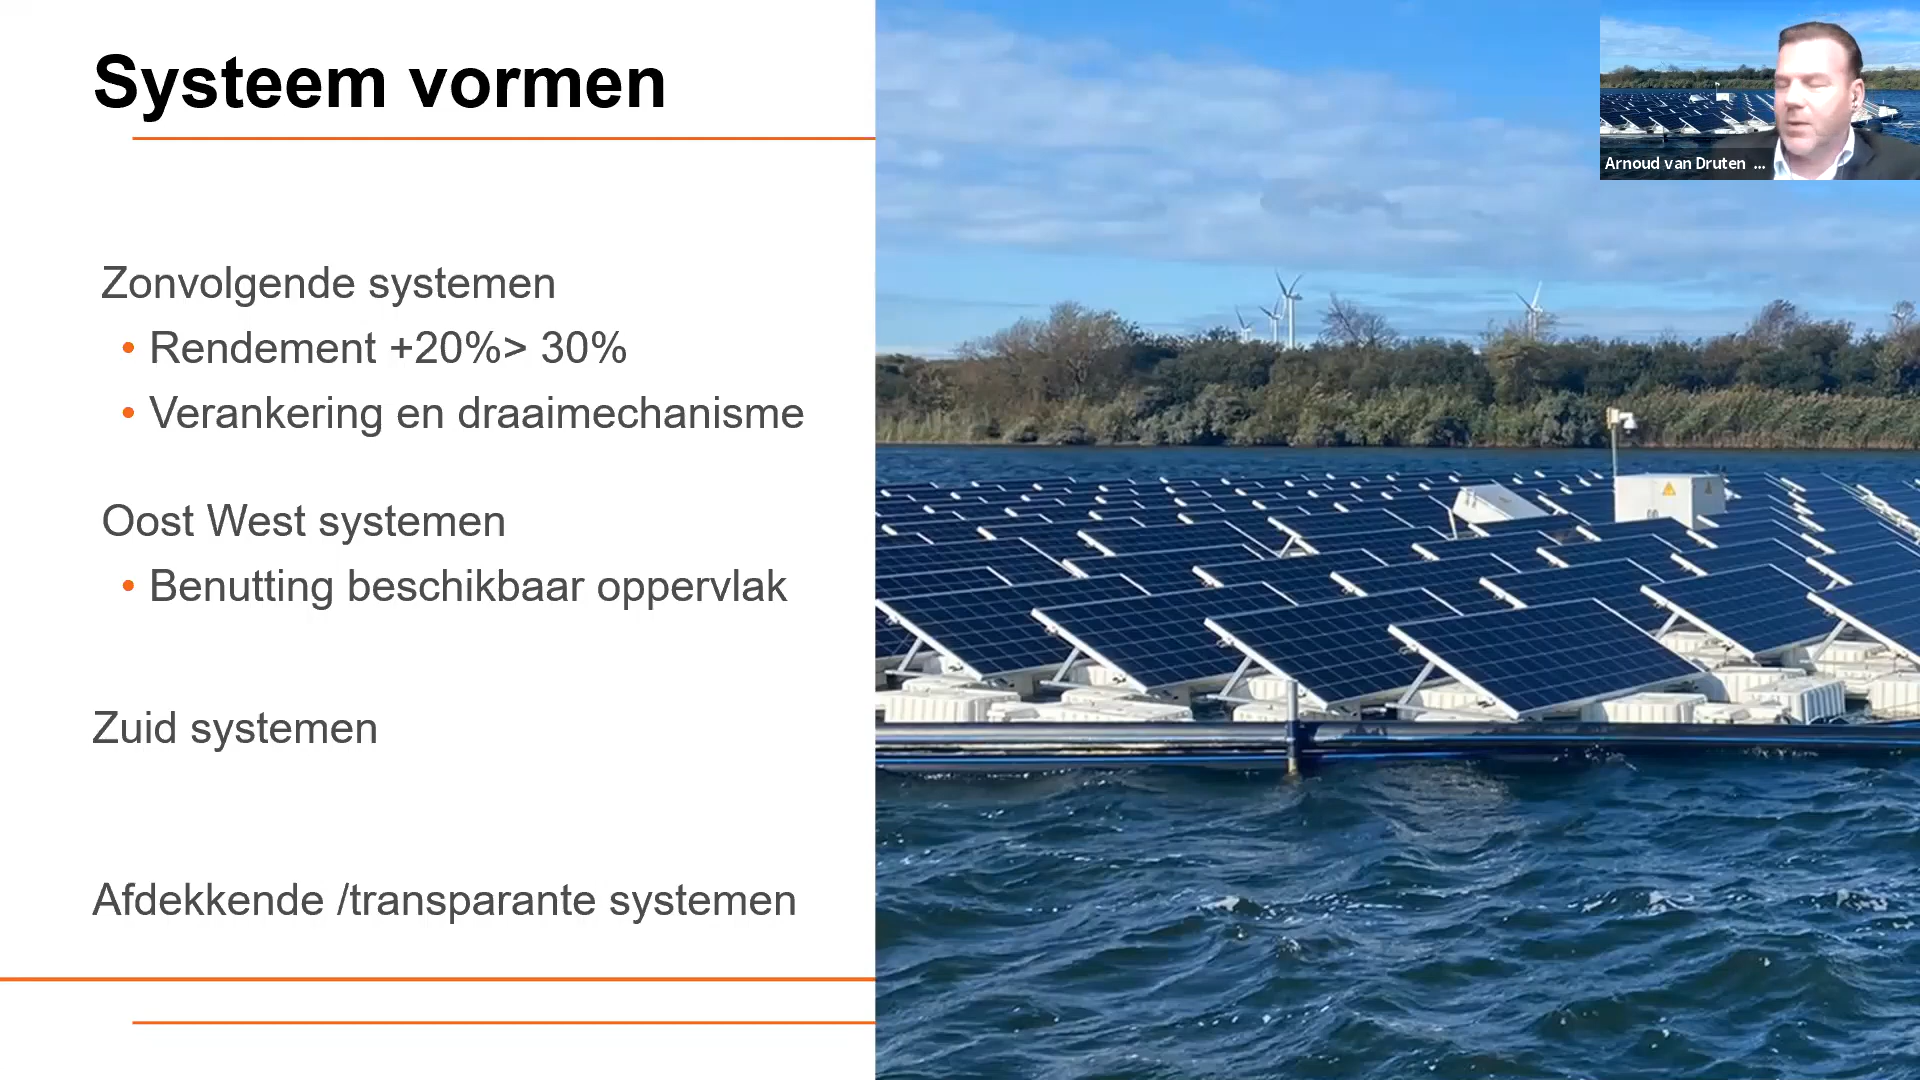 Systeem vormen
Arnoud van Druten ...
Zonvolgende systemen
• Rendement +20%> 30%
• Verankering en draaimechanisme
Oost West systemen
• Benutting beschikbaar oppervlak
Zuid systemen
Afdekkende /transparante systemen